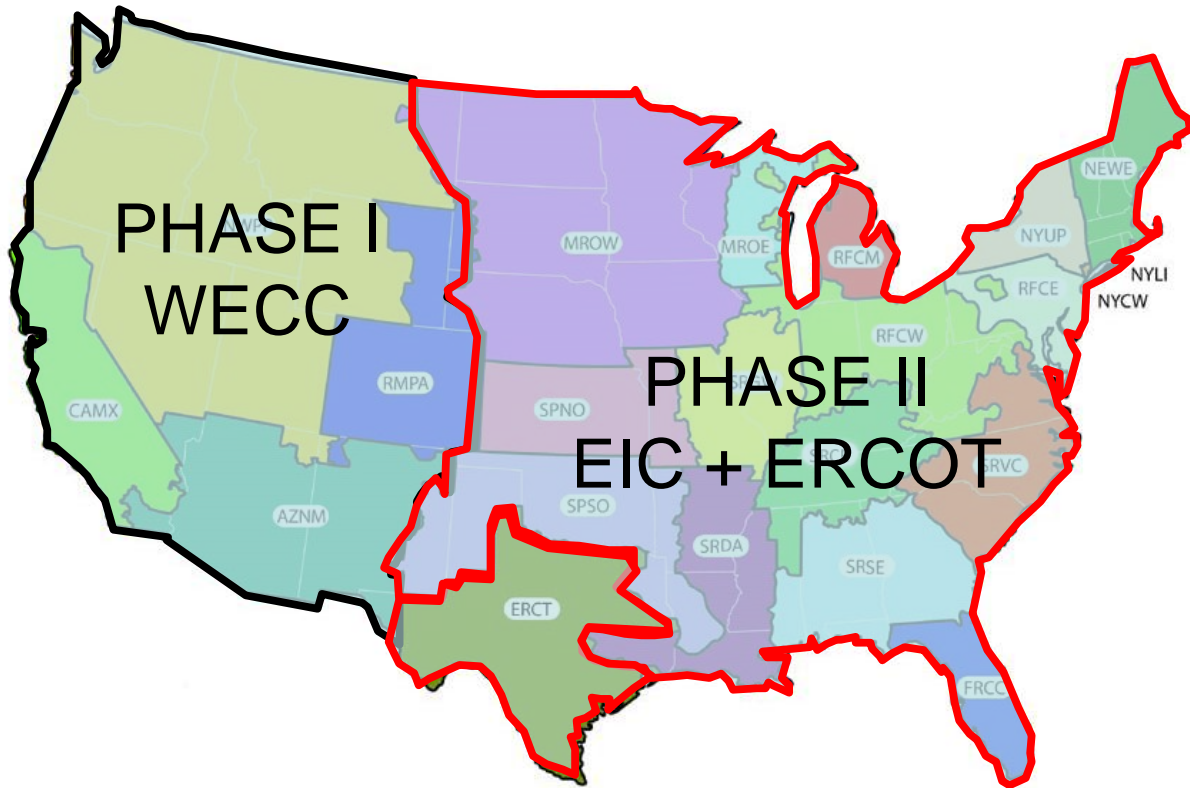 PHASE I
WECC
NEWE
NYUP
MROW
MROE
RFCM
NYLI
RFCE
NYCW
RFCW
PHASE II
RMPA
CAMX
SPNO
EIC + ERCOT
SRVC
SPSO
AZNM
SRDA
SRSE
ERCT
FRCC